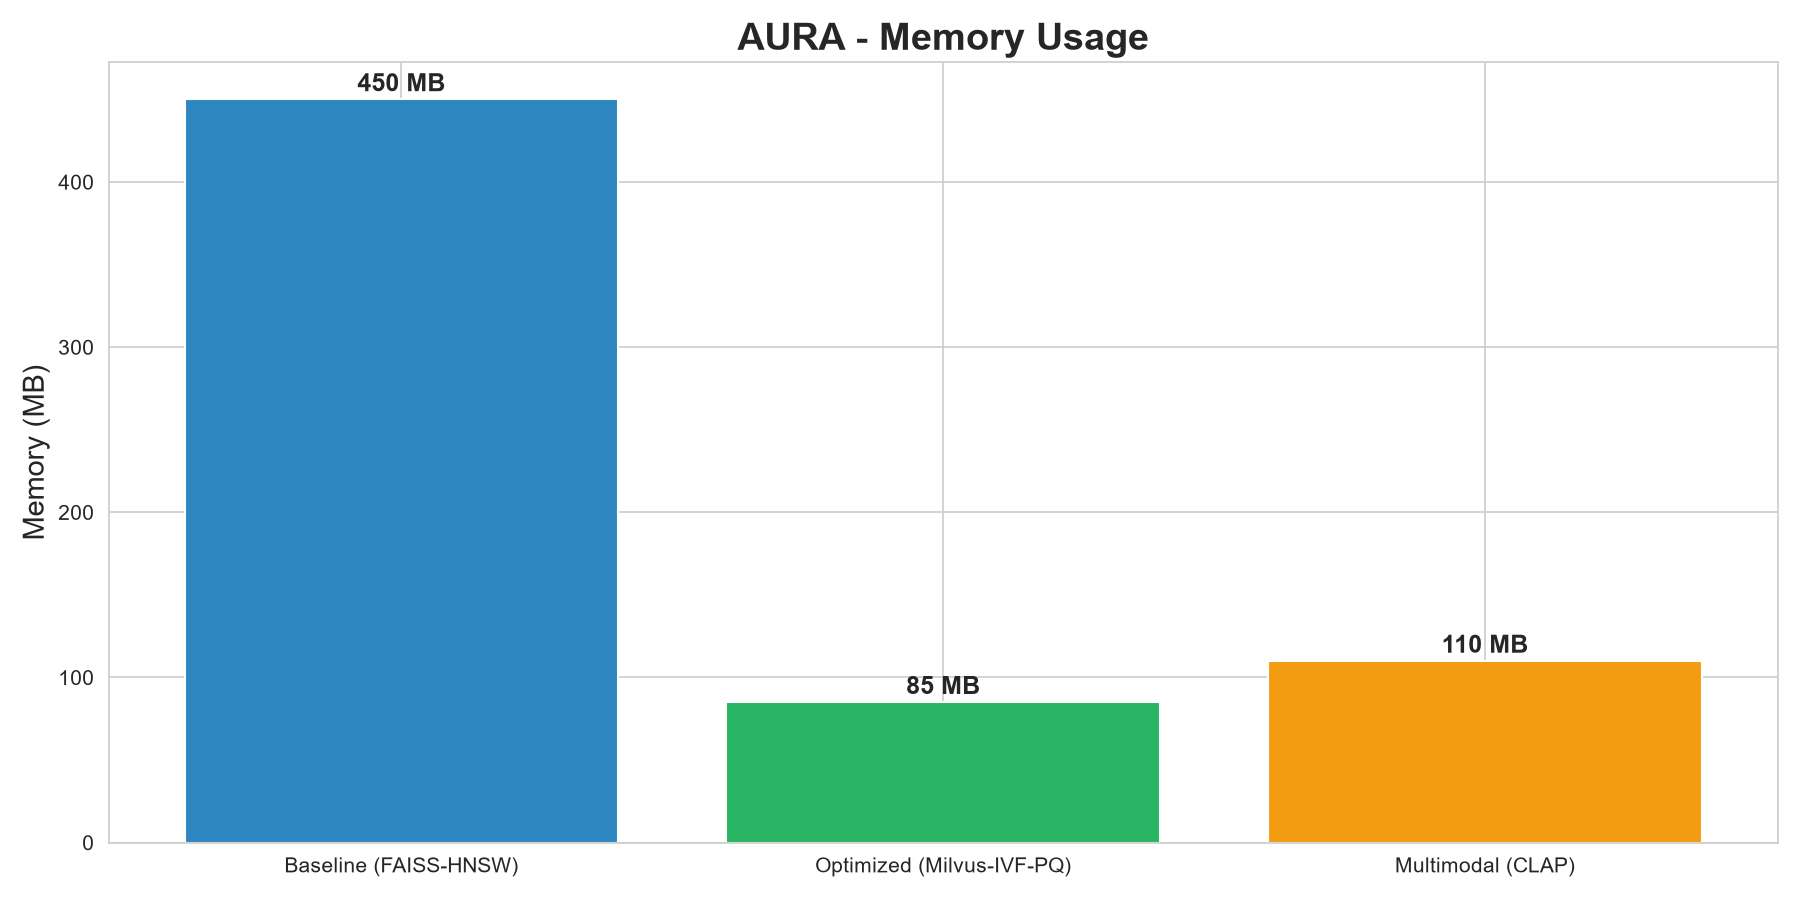 AURA - Memory Usage
450 MB
400
300
Memory (MB)
200
110 MB
100
85 MB
0
Baseline (FAISS-HNSW)
Optimized (Milvus-IVF-PQ)
Multimodal (CLAP)